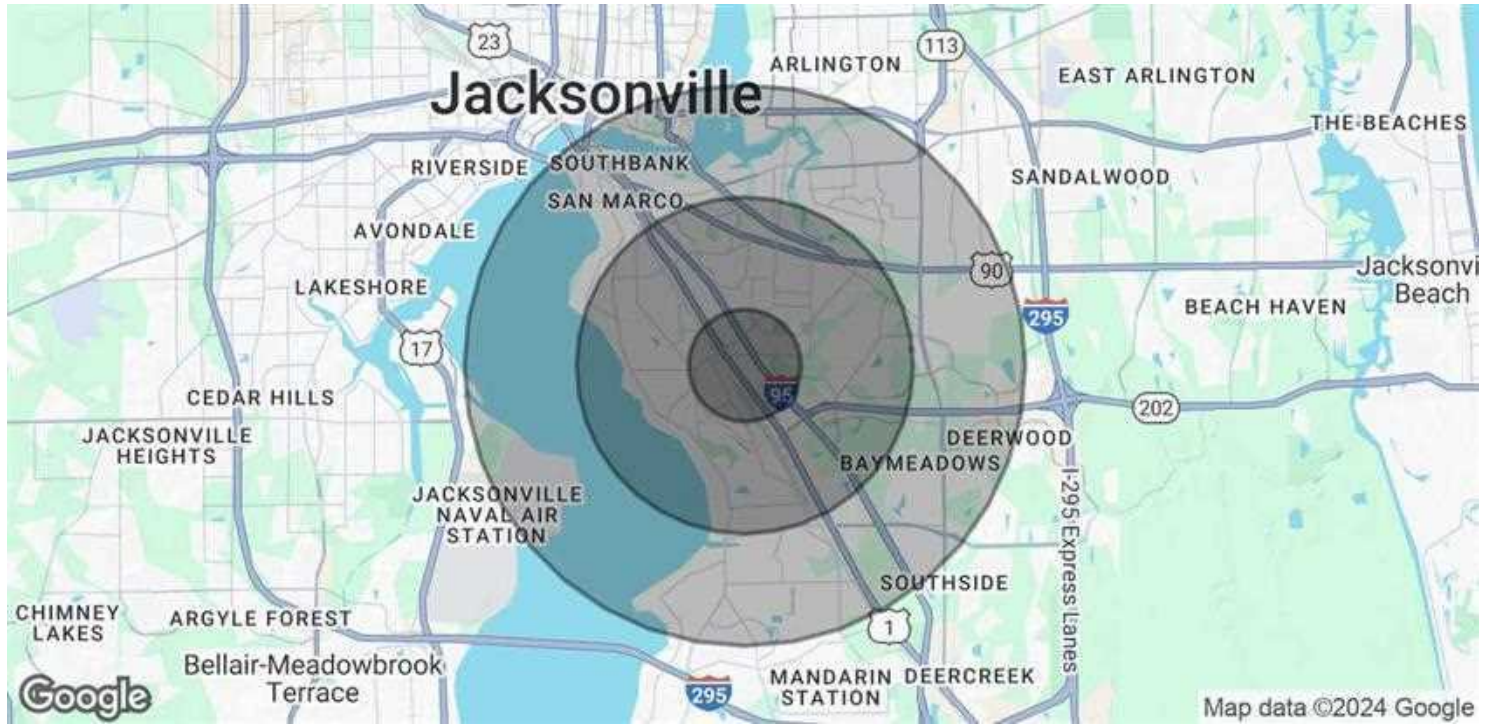 23
113
ARLINGTON
EAST ARLINGTON
Jacksonville
THE BEACHES
RIVERSIDE
SOUTHBANK
SANDALWOOD
SAN MARCO
AVONDALE
90
Jacksonvi
Beach
LAKESHORE
BEACH HAVEN
295
17
95
CEDAR HILLS
202
JACKSONVILLE
HEIGHTS
DEERWOOD
BAYMEADOWS
JACKSONVILLE
NAVAL AIR
STATION
I-295 Express Lanes
SOUTHSIDE
CHIMNEY
LAKES
ARGYLE FOREST
1
Bellair-Meadowbrook
Terrace
MANDARIN
STATION
DEERCREEK
295
Google
Map data ©2024 Google